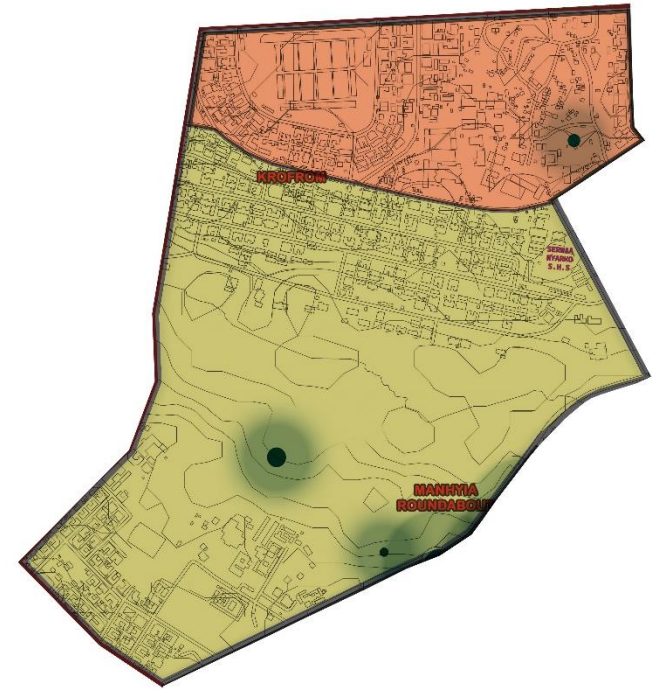 KROFROM
SERWAA
NYARKO
S.H.S
MANHYIA
ROUNDABOUT